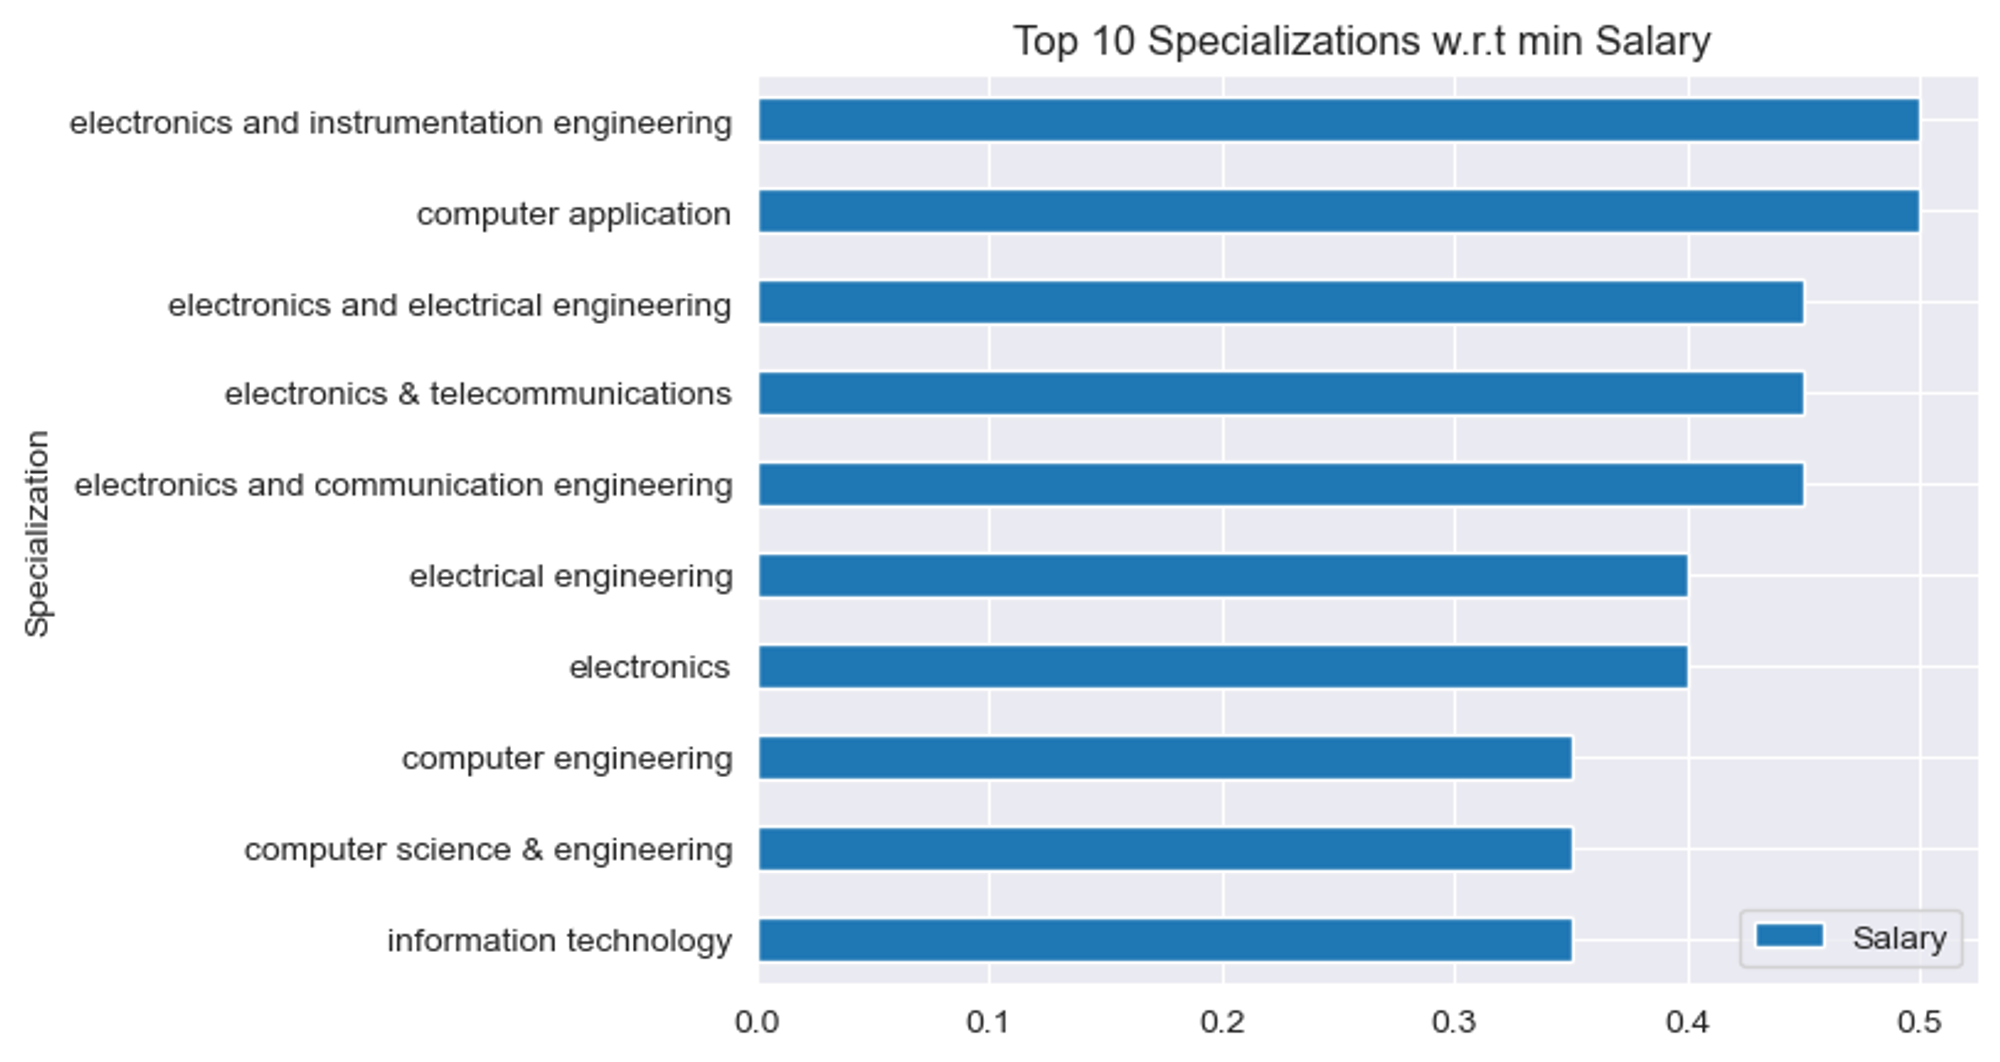 Top 10 Specializations w.r.t min Salary
Specialization
electronics and instrumentation engineering
computer application
electronics and electrical engineering
electronics & telecommunications
electronics and communication engineering
electrical engineering
electronics
computer engineering
computer science & engineering
information technology
Salary
0.0 0.1 0.2 0.3 0.4 0.5